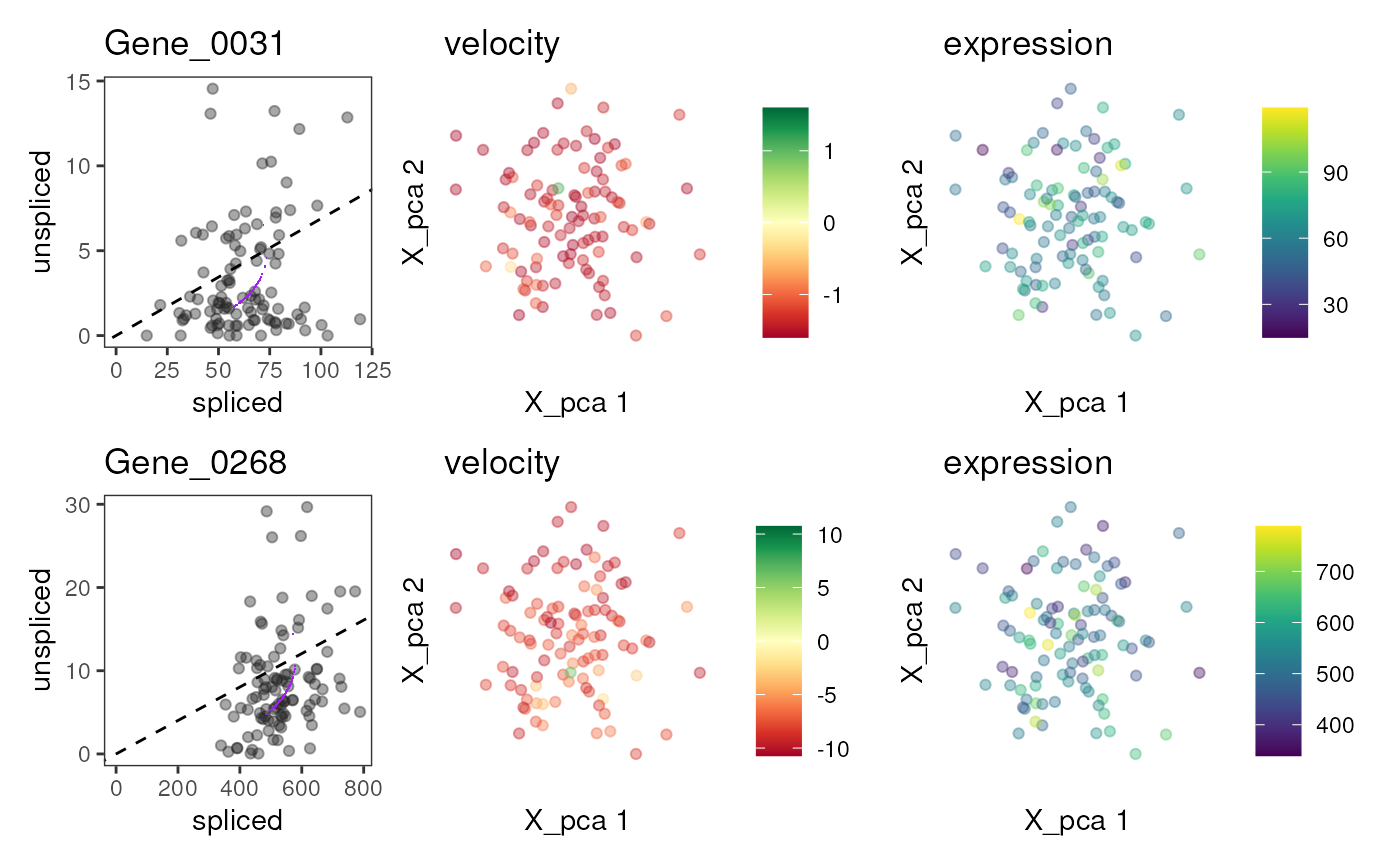 Gene_0031
velocity
expression
15
10
5
0
unspliced
0 25 50 75 100 125
spliced
X_pca 2
X_pca 1
1
0
-1
X_pca 2
X_pca 1
90
60
30
Gene_0268
velocity
expression
30
20
10
0
unspliced
0 200 400 600 800
spliced
X_pca 2
X_pca 1
10
5
0
-5
-10
X_pca 2
X_pca 1
700
600
500
400